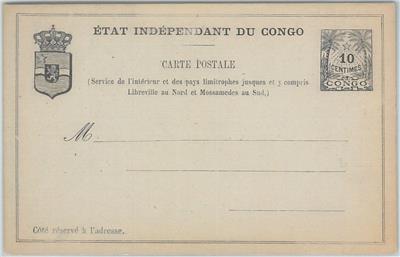 ÉTAT INDÉPENDANT DU CONGO
CARTE POSTALE
(Service de l'intérieur et des pays limitrophes jusques et y compris
Libreville au Nord et Mossamedes au Sud,)
10
CENTIMES
CONGO
M
Côté réservé à l'adresse.